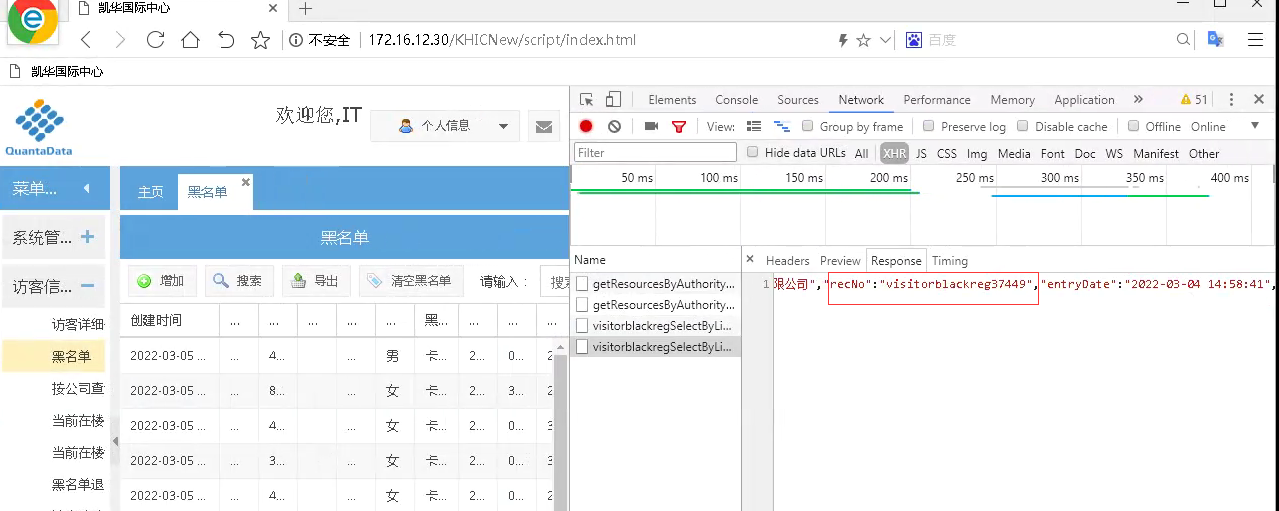 凯华国际中心
不安全 172.16.12.30/KHICNew/script/index.html 百度
凯华国际中心
QuantaData
欢迎您,IT 个人信息
菜单...
系统管...
访客信...
访客详细
黑名单
按公司查
当前在楼
当前在楼
黑名单退
主页 黑名单
黑名单
增加 搜索 导出 清空黑名单 请输入: 搜索
创建时间 ... ... ... ... ... 黑... ... ... ...
2022-03-05 ... ... 4... ... ... 男 卡... 2... 0... 2
2022-03-05 ... ... 8... ... ... 女 卡... 2... 3... 2
2022-03-05 ... ... 4... ... ... 女 卡... 2... 0... 2
2022-03-05 ... ... 3... ... ... 女 卡... 2... 0... 3
2022-03-05 ... ... 4... ... ... 女 卡... 2... 0... 2
Elements Console Sources Network Performance Memory Application » 51
View: Group by frame Preserve log Disable cache Offline Online
Filter Hide data URLs All XHR JS CSS Img Media Font Doc WS Manifest Other
50 ms 100 ms 150 ms 200 ms 250 ms 300 ms 350 ms 400 ms
Name
getResourcesByAuthority...
getResourcesByAuthority...
visitorblackregSelectByLi...
visitorblackregSelectByLi...
Headers Preview Response Timing
1 限公司","recNo":"visitorblackreg37449","entryDate":"2022-03-04 14:58:41",